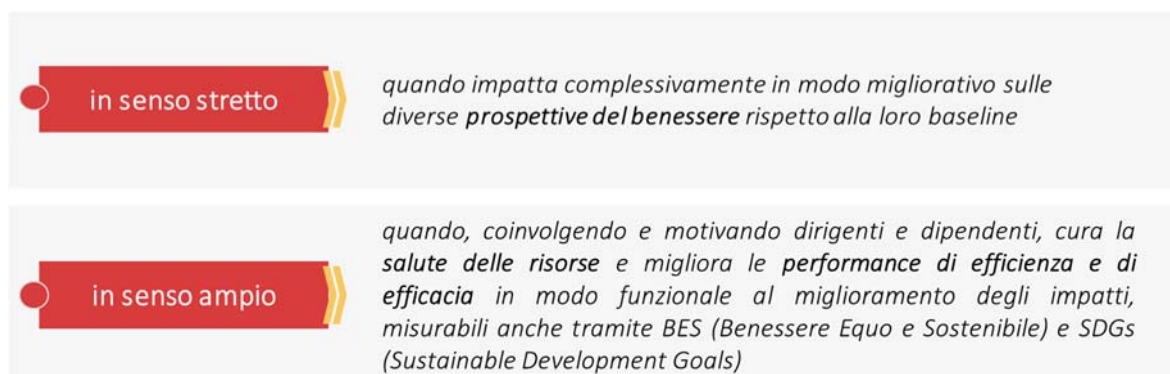 in senso stretto
quando impatta complessivamente in modo migliorativo sulle
diverse prospettive del benessere rispetto alla loro baseline
in senso ampio
quando, coinvolgendo e motivando dirigenti e dipendenti, cura la
salute delle risorse e migliora le performance di efficienza e di
efficacia in modo funzionale al miglioramento degli impatti,
misurabili anche tramite BES (Benessere Equo e Sostenibile) e SDGs
(Sustainable Development Goals)